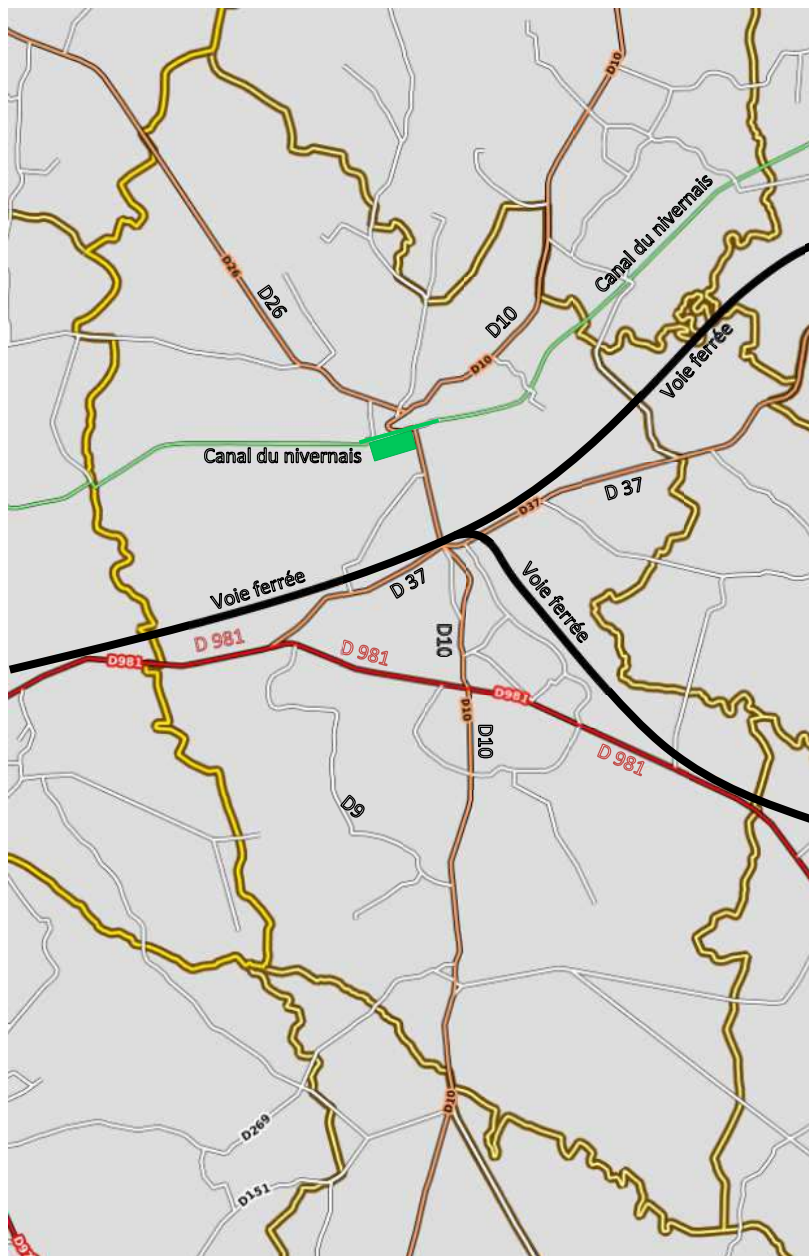 D10
Canal du nivernais
D26
D26
D10
D10
Voie ferrée
Canal du nivernais
D 37
D37
Voie ferrée
D 37
Voie ferrée
D 981
D10
D 981
D981
D981
D10
D10
D 981
D9
D10
D269
D151